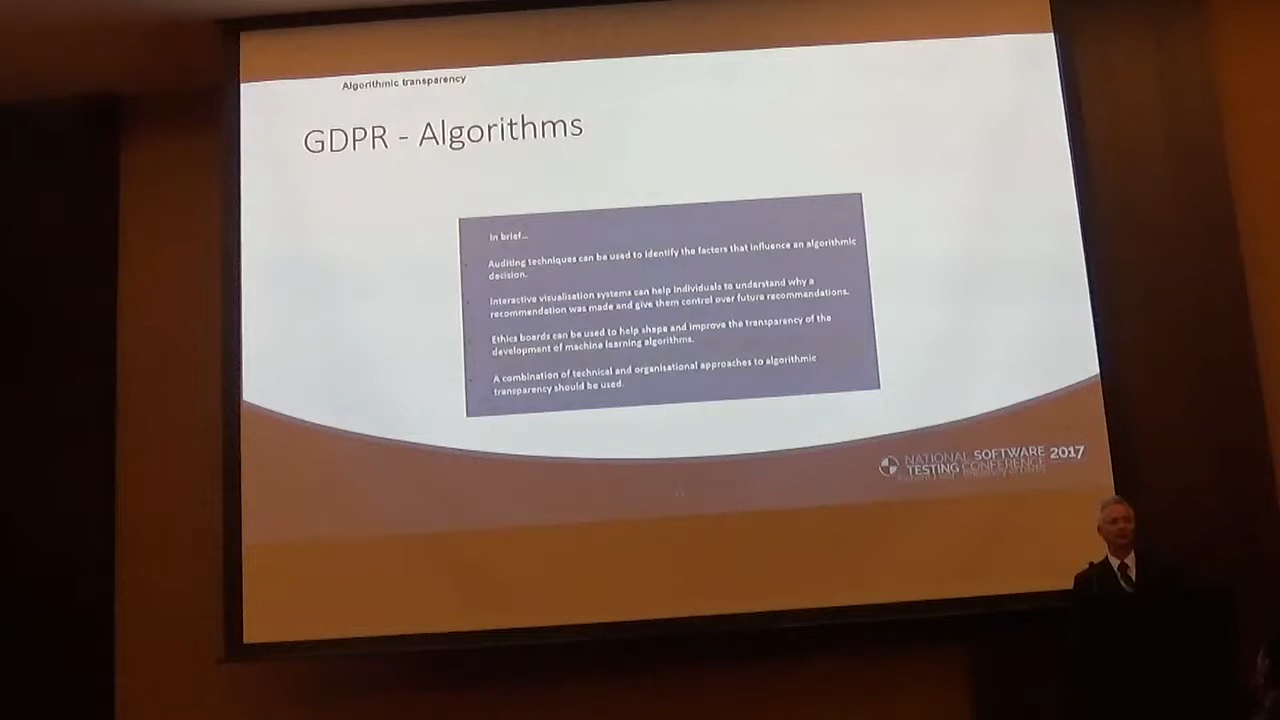 Algorithmic transparency
GDPR - Algorithms
In brief...
Auditing techniques can be used to identify the factors that influence an algorithmic
decision.
Interactive visualisation systems can help individuals to understand why a
recommendation was made and give them control over future recommendations.
Ethics boards can be used to help shape and improve the transparency of the
development of machine learning algorithms.
A combination of technical and organisational approaches to algorithmic
transparency should be used.
NATIONAL SOFTWARE 2017
TESTING CONFERENCE